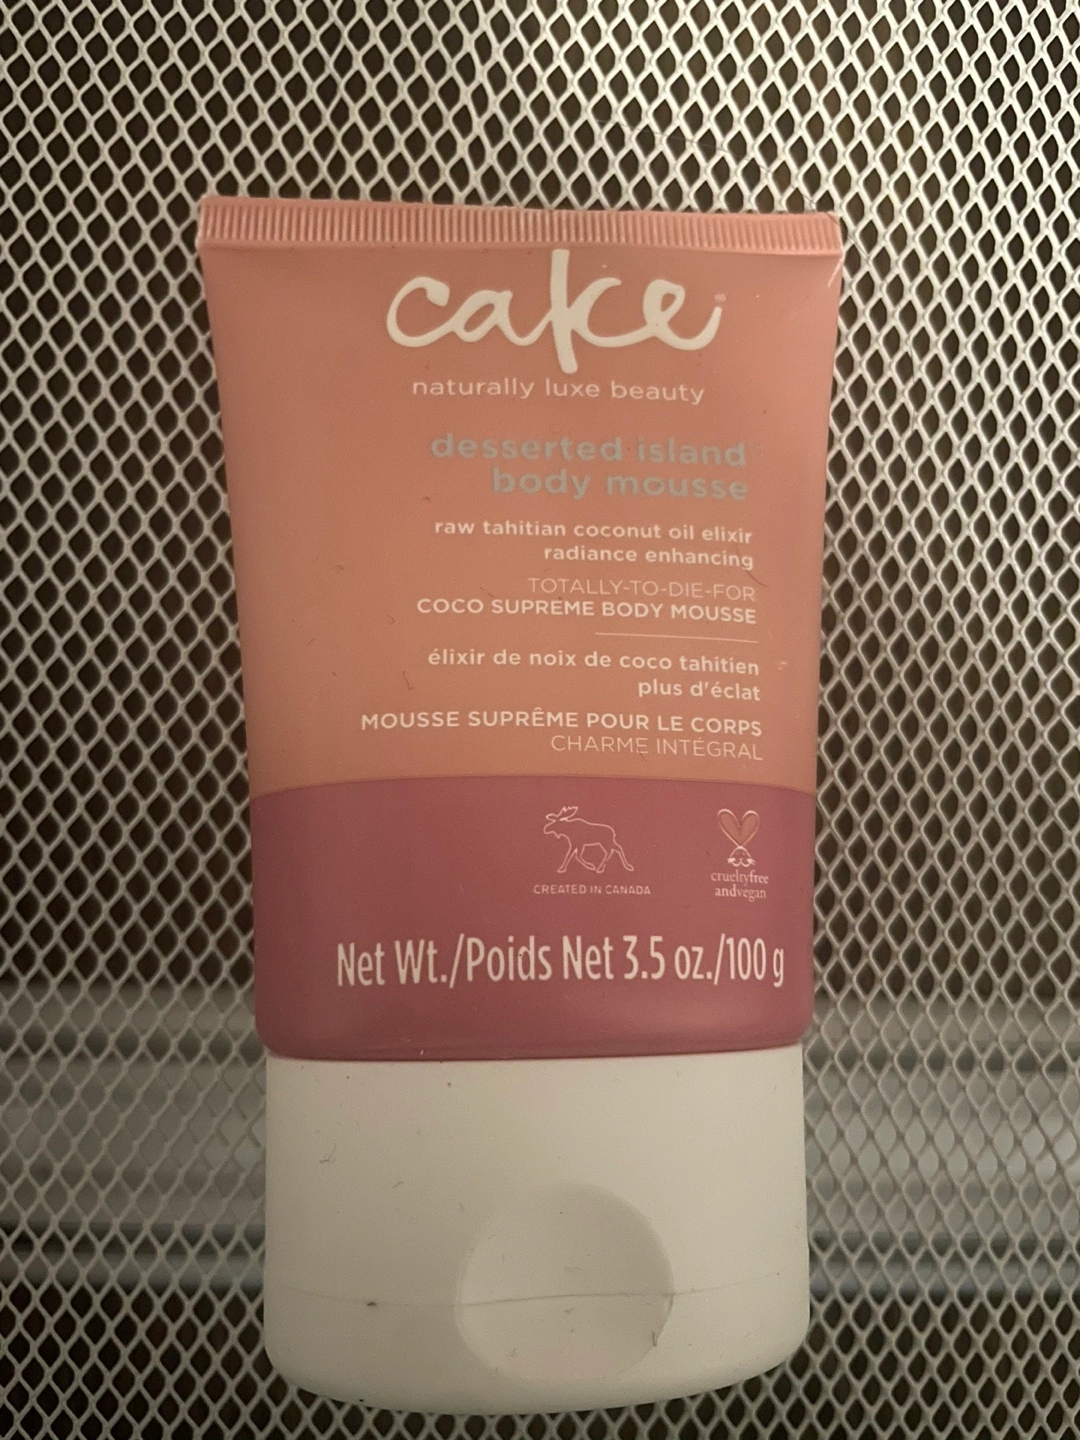 cake
naturally luxe beauty
desserted island
body mousse
raw tahitian coconut oil elixir
radiance enhancing
TOTALLY-TO-DIE-FOR
COCO SUPREME BODY MOUSSE
élixir de noix de coco tahitien
plus d'éclat
MOUSSE SUPRÊME POUR LE CORPS
CHARME INTÉGRAL
CREATED IN CANADA
crueltyfree
andvegan
Net Wt./Poids Net 3.5 oz./100 g